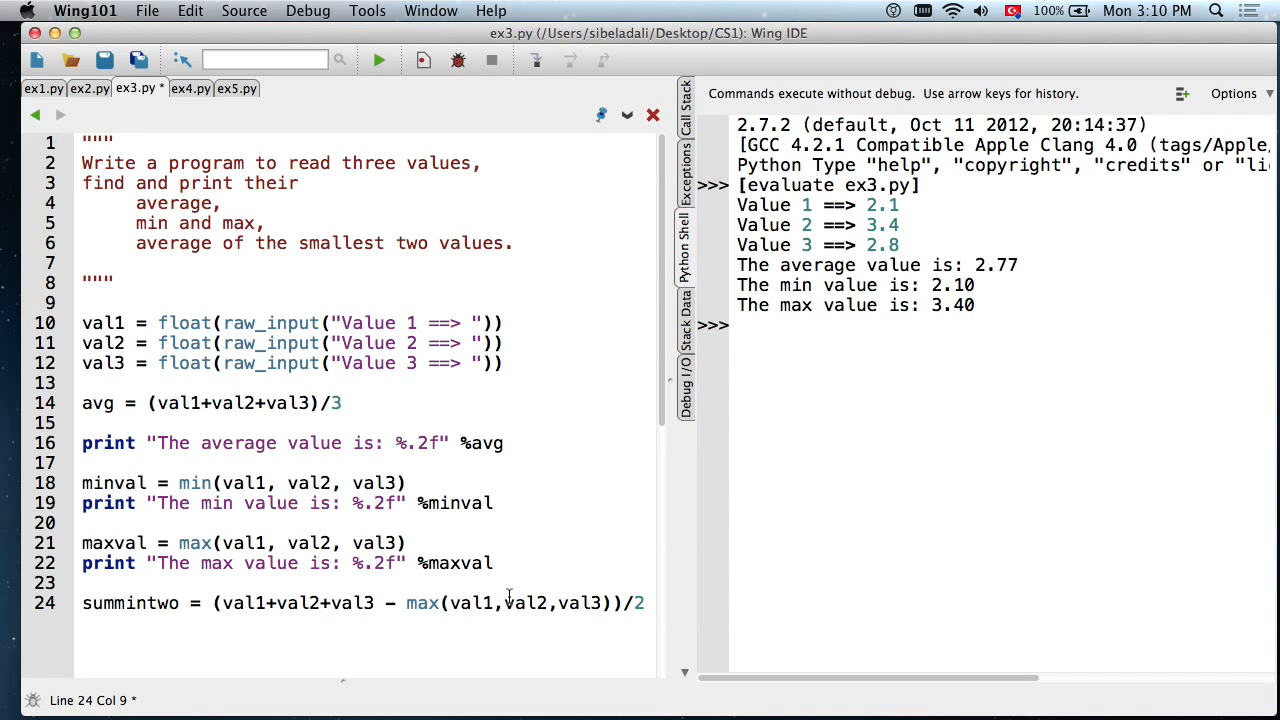 Wing101 File Edit Source Debug Tools Window Help 100% Mon 3:10 PM
ex3.py (/Users/sibeladali/Desktop/CS1): Wing IDE
ex1.py ex2.py ex3.py * ex4.py ex5.py
1 """
2 Write a program to read three values,
3 find and print their
4 average,
5 min and max,
6 average of the smallest two values.
7
8 """
9
10 val1 = float(raw_input("Value 1 ==> "))
11 val2 = float(raw_input("Value 2 ==> "))
12 val3 = float(raw_input("Value 3 ==> "))
13
14 avg = (val1+val2+val3)/3
15
16 print "The average value is: %.2f" %avg
17
18 minval = min(val1, val2, val3)
19 print "The min value is: %.2f" %minval
20
21 maxval = max(val1, val2, val3)
22 print "The max value is: %.2f" %maxval
23
24 summintwo = (val1+val2+val3 - max(val1,val2,val3))/2
Line 24 Col 9 *
Call Stack
Exceptions
Python Shell
Stack Data
Debug I/O
Commands execute without debug. Use arrow keys for history. Options
2.7.2 (default, Oct 11 2012, 20:14:37)
[GCC 4.2.1 Compatible Apple Clang 4.0 (tags/Apple/
Python Type "help", "copyright", "credits" or "li
>>> [evaluate ex3.py]
Value 1 ==> 2.1
Value 2 ==> 3.4
Value 3 ==> 2.8
The average value is: 2.77
The min value is: 2.10
The max value is: 3.40
>>>